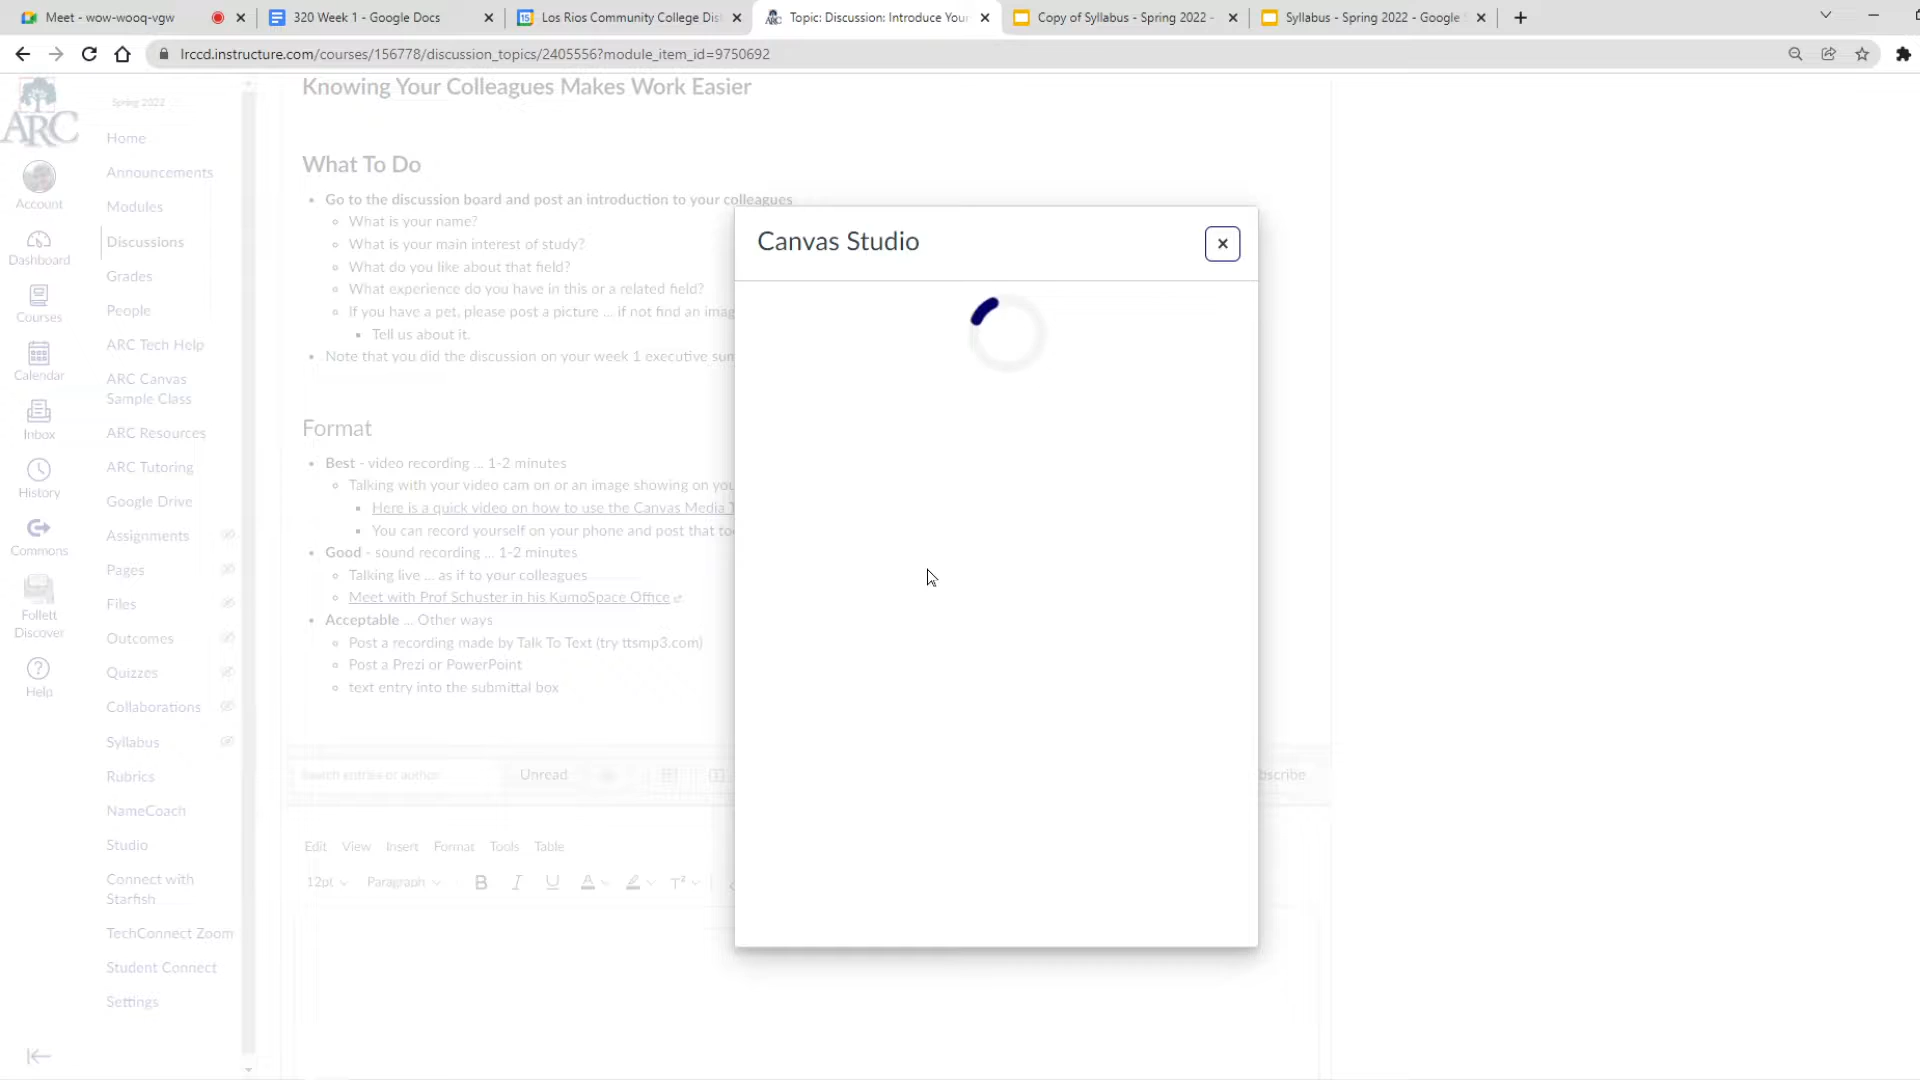 Meet - wow-wooq-vgw
320 Week 1 - Google Docs
Los Rios Community College Dis
Topic: Discussion: Introduce Your
Copy of Syllabus - Spring 2022 -
Syllabus - Spring 2022 - Google S
lrccd.instructure.com/courses/156778/discussion_topics/2405556?module_item_id=9750692
ARC
Account
Dashboard
Courses
Calendar
Inbox
History
Commons
Follett
Discover
Help
Spring 2022
Home
Announcements
Modules
Discussions
Grades
People
ARC Tech Help
ARC Canvas
Sample Class
ARC Resources
ARC Tutoring
Google Drive
Assignments
Pages
Files
Outcomes
Quizzes
Collaborations
Syllabus
Rubrics
NameCoach
Studio
Connect with
Starfish
TechConnect Zoom
Student Connect
Settings
Knowing Your Colleagues Makes Work Easier
What To Do
Go to the discussion board and post an introduction to your colleagues
What is your name?
What is your main interest of study?
What do you like about that field?
What experience do you have in this or a related field?
If you have a pet, please post a picture ... if not find an imag
Tell us about it.
Note that you did the discussion on your week 1 executive sum
Format
Best - video recording ... 1-2 minutes
Talking with your video cam on or an image showing on you
Here is a quick video on how to use the Canvas Media T
You can record yourself on your phone and post that too
Good - sound recording ... 1-2 minutes
Talking live ... as if to your colleagues
Meet with Prof Schuster in his KumoSpace Office
Acceptable ... Other ways
Post a recording made by Talk To Text (try ttsmp3.com)
Post a Prezi or PowerPoint
text entry into the submittal box
Search entries or author
Unread
bscribe
Edit View Insert Format Tools Table
12pt Paragraph B I U A T²
Canvas Studio